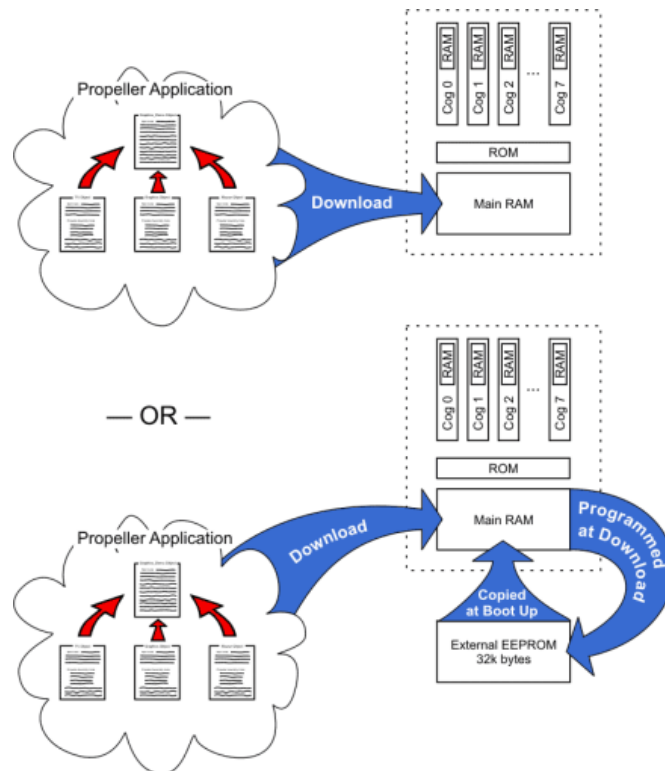 Propeller Application
Download
Cog 0 RAM
Cog 1 RAM
Cog 2 RAM
...
Cog 7 RAM
ROM
Main RAM
— OR —
Propeller Application
Download
Cog 0 RAM
Cog 1 RAM
Cog 2 RAM
...
Cog 7 RAM
ROM
Main RAM
Programmed
at Download
Copied
at Boot Up
External EEPROM
32k bytes